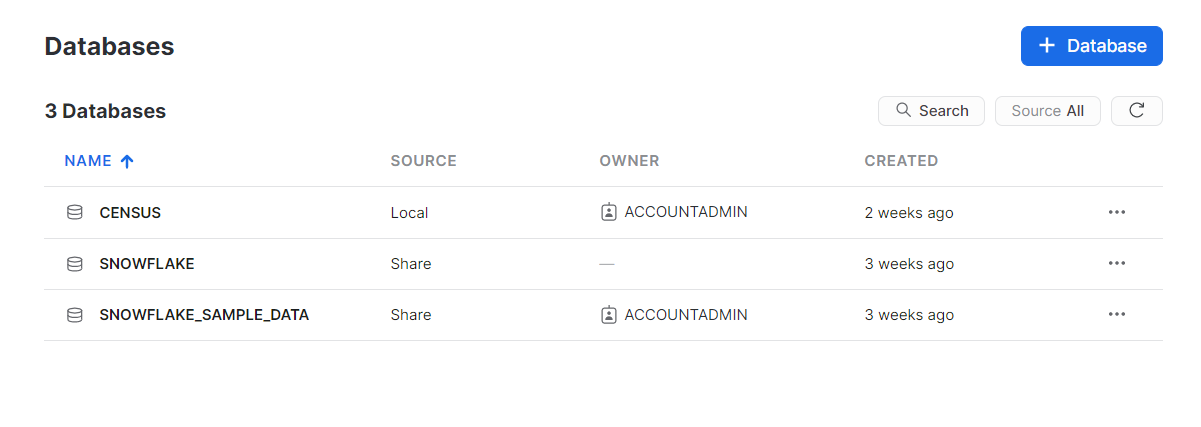 Databases
+ Database
3 Databases
Search
Source All
NAME SOURCE OWNER CREATED
CENSUS Local ACCOUNTADMIN 2 weeks ago
SNOWFLAKE Share — 3 weeks ago
SNOWFLAKE_SAMPLE_DATA Share ACCOUNTADMIN 3 weeks ago